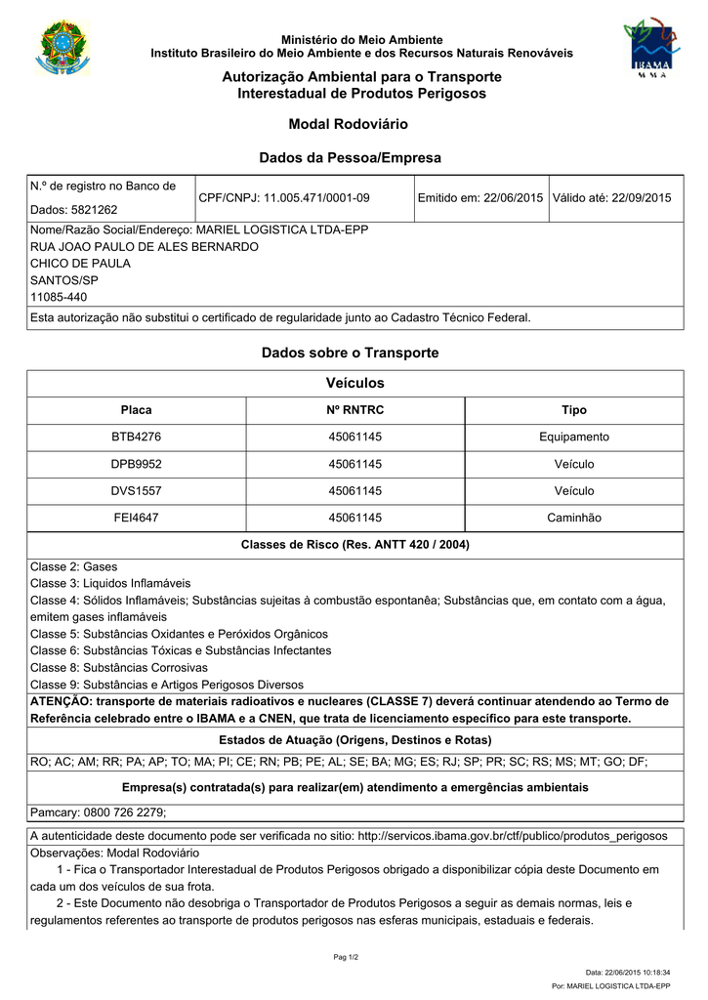 Ministério do Meio Ambiente
Instituto Brasileiro do Meio Ambiente e dos Recursos Naturais Renováveis
IBAMA
M M A
Autorização Ambiental para o Transporte
Interestadual de Produtos Perigosos
Modal Rodoviário
Dados da Pessoa/Empresa
N.º de registro no Banco de
Dados: 5821262
CPF/CNPJ: 11.005.471/0001-09
Emitido em: 22/06/2015
Válido até: 22/09/2015
Nome/Razão Social/Endereço: MARIEL LOGISTICA LTDA-EPP
RUA JOAO PAULO DE ALES BERNARDO
CHICO DE PAULA
SANTOS/SP
11085-440
Esta autorização não substitui o certificado de regularidade junto ao Cadastro Técnico Federal.
Dados sobre o Transporte
Veículos
Placa Nº RNTRC Tipo
BTB4276 45061145 Equipamento
DPB9952 45061145 Veículo
DVS1557 45061145 Veículo
FEI4647 45061145 Caminhão
Classes de Risco (Res. ANTT 420 / 2004)
Classe 2: Gases
Classe 3: Liquidos Inflamáveis
Classe 4: Sólidos Inflamáveis; Substâncias sujeitas à combustão espontanêa; Substâncias que, em contato com a água,
emitem gases inflamáveis
Classe 5: Substâncias Oxidantes e Peróxidos Orgânicos
Classe 6: Substâncias Tóxicas e Substâncias Infectantes
Classe 8: Substâncias Corrosivas
Classe 9: Substâncias e Artigos Perigosos Diversos
ATENÇÃO: transporte de materiais radioativos e nucleares (CLASSE 7) deverá continuar atendendo ao Termo de
Referência celebrado entre o IBAMA e a CNEN, que trata de licenciamento específico para este transporte.
Estados de Atuação (Origens, Destinos e Rotas)
RO; AC; AM; RR; PA; AP; TO; MA; PI; CE; RN; PB; PE; AL; SE; BA; MG; ES; RJ; SP; PR; SC; RS; MS; MT; GO; DF;
Empresa(s) contratada(s) para realizar(em) atendimento a emergências ambientais
Pamcary: 0800 726 2279;
A autenticidade deste documento pode ser verificada no sitio: http://servicos.ibama.gov.br/ctf/publico/produtos_perigosos
Observações: Modal Rodoviário
1 - Fica o Transportador Interestadual de Produtos Perigosos obrigado a disponibilizar cópia deste Documento em
cada um dos veículos de sua frota.
2 - Este Documento não desobriga o Transportador de Produtos Perigosos a seguir as demais normas, leis e
regulamentos referentes ao transporte de produtos perigosos nas esferas municipais, estaduais e federais.
Pag 1/2
Data: 22/06/2015 10:18:34
Por: MARIEL LOGISTICA LTDA-EPP